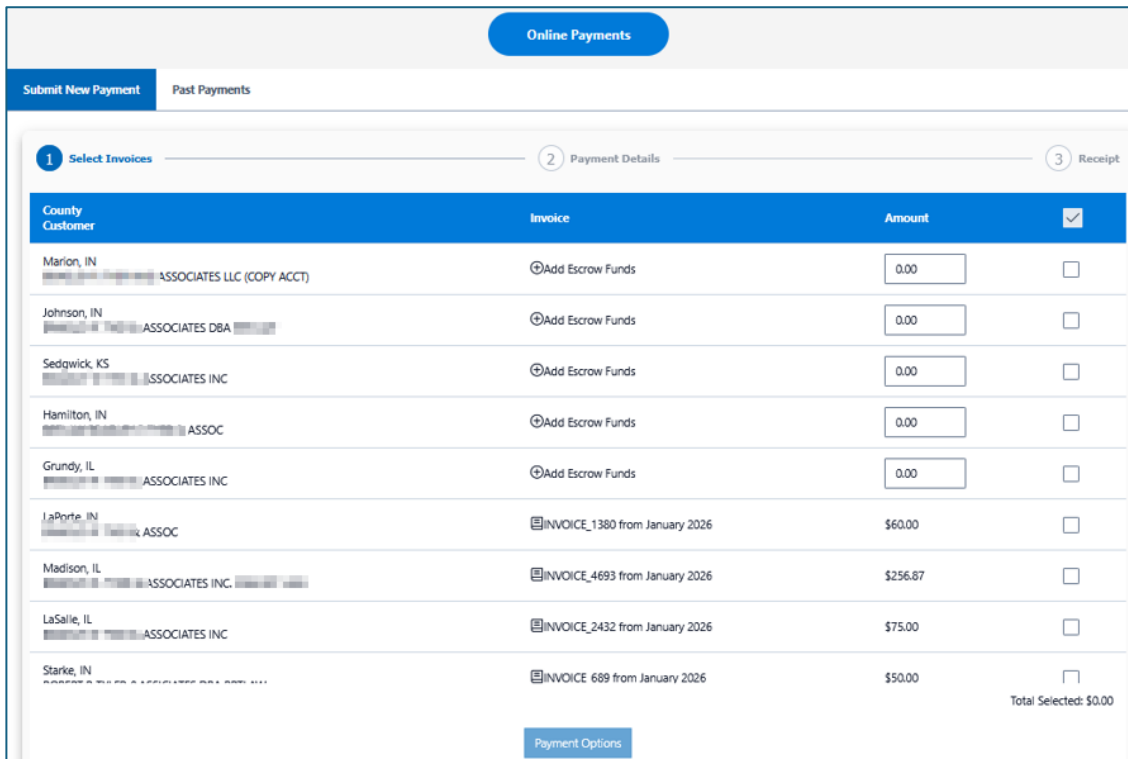 Online Payments
Submit New Payment Past Payments
1 Select Invoices 2 Payment Details 3 Receipt
County
Customer Invoice Amount
Marion, IN
ASSOCIATES LLC (COPY ACCT) Add Escrow Funds 0.00
Johnson, IN
ASSOCIATES DBA Add Escrow Funds 0.00
Sedgwick, KS
ASSOCIATES INC Add Escrow Funds 0.00
Hamilton, IN
ASSOC Add Escrow Funds 0.00
Grundy, IL
ASSOCIATES INC Add Escrow Funds 0.00
LaPorte, IN
ASSOC INVOICE_1380 from January 2026 $60.00
Madison, IL
ASSOCIATES INC. INVOICE_4693 from January 2026 $256.87
LaSalle, IL
ASSOCIATES INC INVOICE_2432 from January 2026 $75.00
Starke, IN
INVOICE_689 from January 2026 $50.00
Total Selected: $0.00
Payment Options